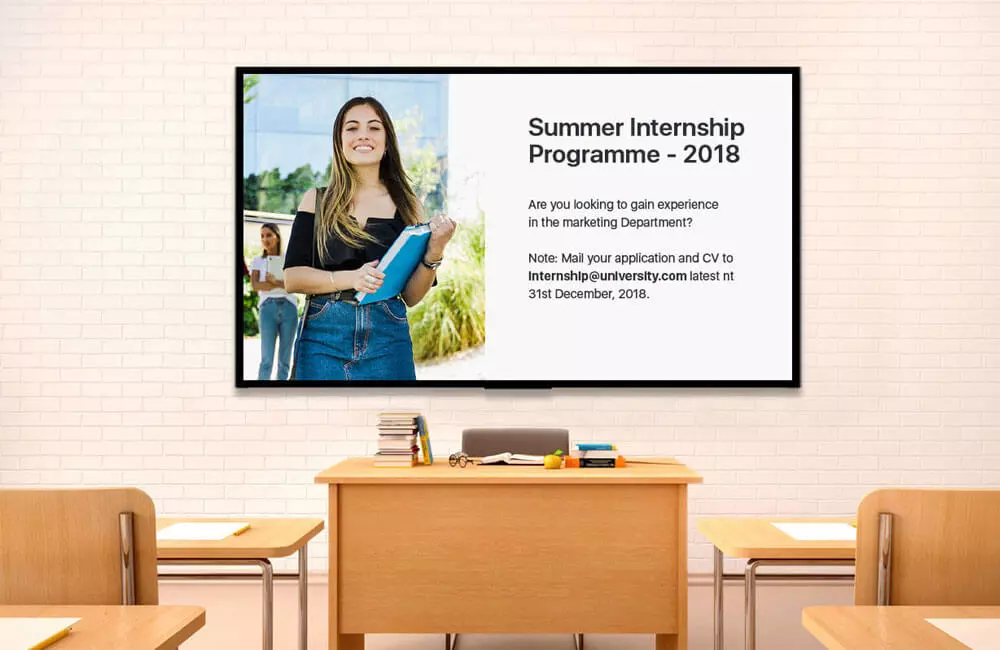 Summer Internship
Programme - 2018
Are you looking to gain experience
in the marketing Department?
Note: Mail your application and CV to
Internship@university.com latest nt
31st December, 2018.